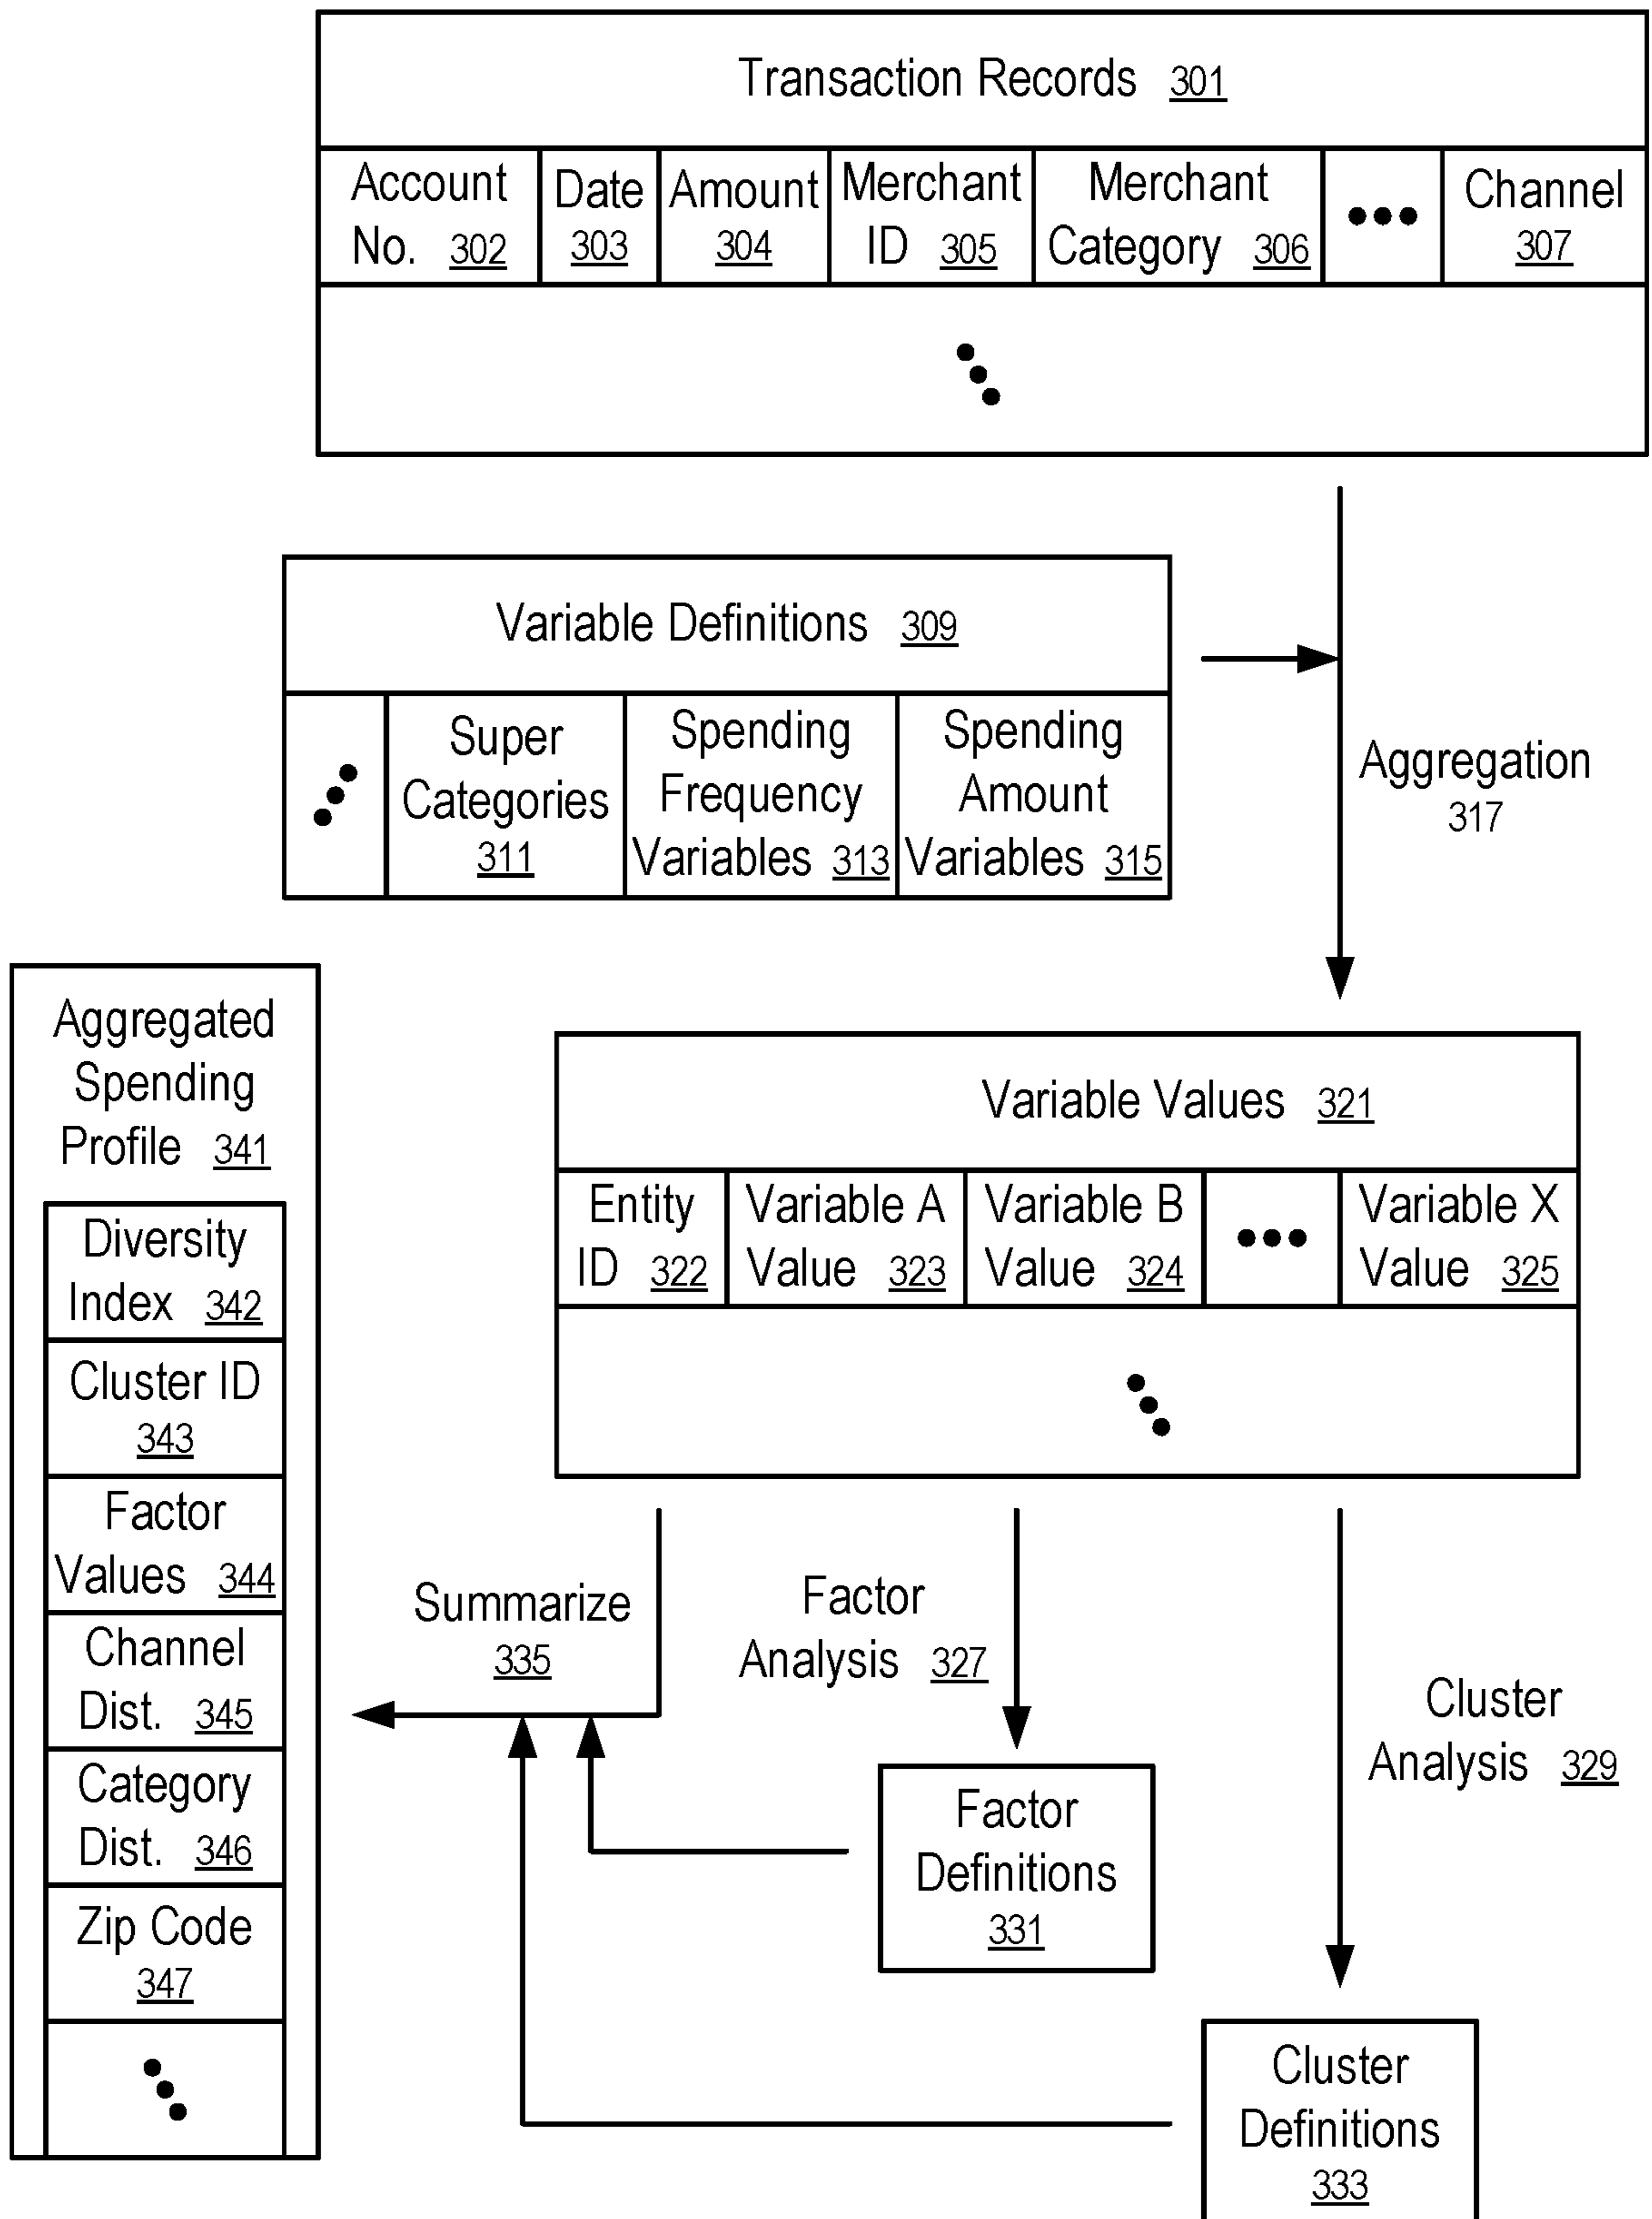 Transaction Records 301
Account No. 302
Date 303
Amount 304
Merchant ID 305
Merchant Category 306
•••
Channel 307
Variable Definitions 309
Super Categories 311
Spending Frequency Variables 313
Spending Amount Variables 315
Aggregation 317
Aggregated Spending Profile 341
Diversity Index 342
Cluster ID 343
Factor Values 344
Channel Dist. 345
Category Dist. 346
Zip Code 347
Variable Values 321
Entity ID 322
Variable A Value 323
Variable B Value 324
•••
Variable X Value 325
Summarize 335
Factor Analysis 327
Cluster Analysis 329
Factor Definitions 331
Cluster Definitions 333